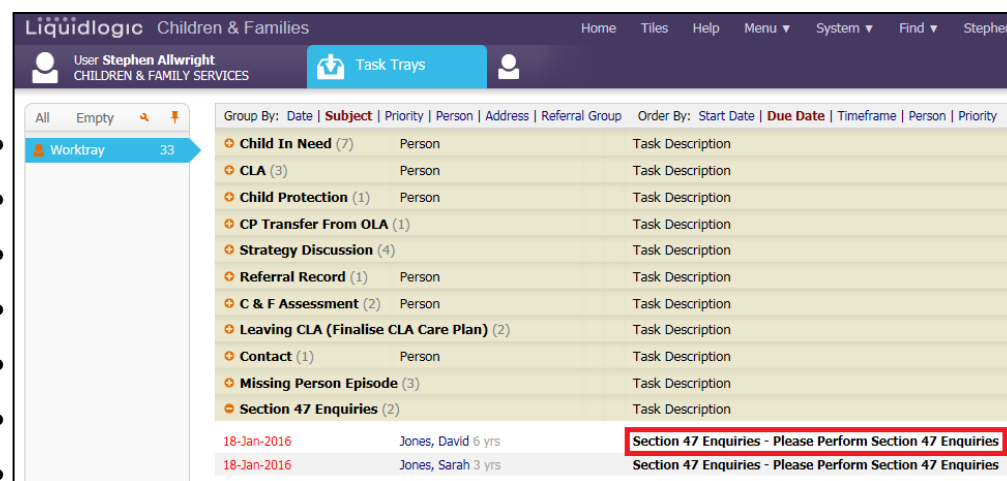 Liquidlogic Children & Families Home Tiles Help Menu ▼ System ▼ Find ▼ Stephen
User Stephen Allwright Task Trays
CHILDREN & FAMILY SERVICES
All Empty Group By: Date | Subject | Priority | Person | Address | Referral Group Order By: Start Date | Due Date | Timeframe | Person | Priority
Worktray 33 Child In Need (7) Person Task Description
CLA (3) Person Task Description
Child Protection (1) Person Task Description
CP Transfer From OLA (1) Task Description
Strategy Discussion (4) Task Description
Referral Record (1) Person Task Description
C & F Assessment (2) Person Task Description
Leaving CLA (Finalise CLA Care Plan) (2) Task Description
Contact (1) Person Task Description
Missing Person Episode (3) Task Description
Section 47 Enquiries (2) Task Description
18-Jan-2016 Jones, David 6 yrs Section 47 Enquiries - Please Perform Section 47 Enquiries
18-Jan-2016 Jones, Sarah 3 yrs Section 47 Enquiries - Please Perform Section 47 Enquiries